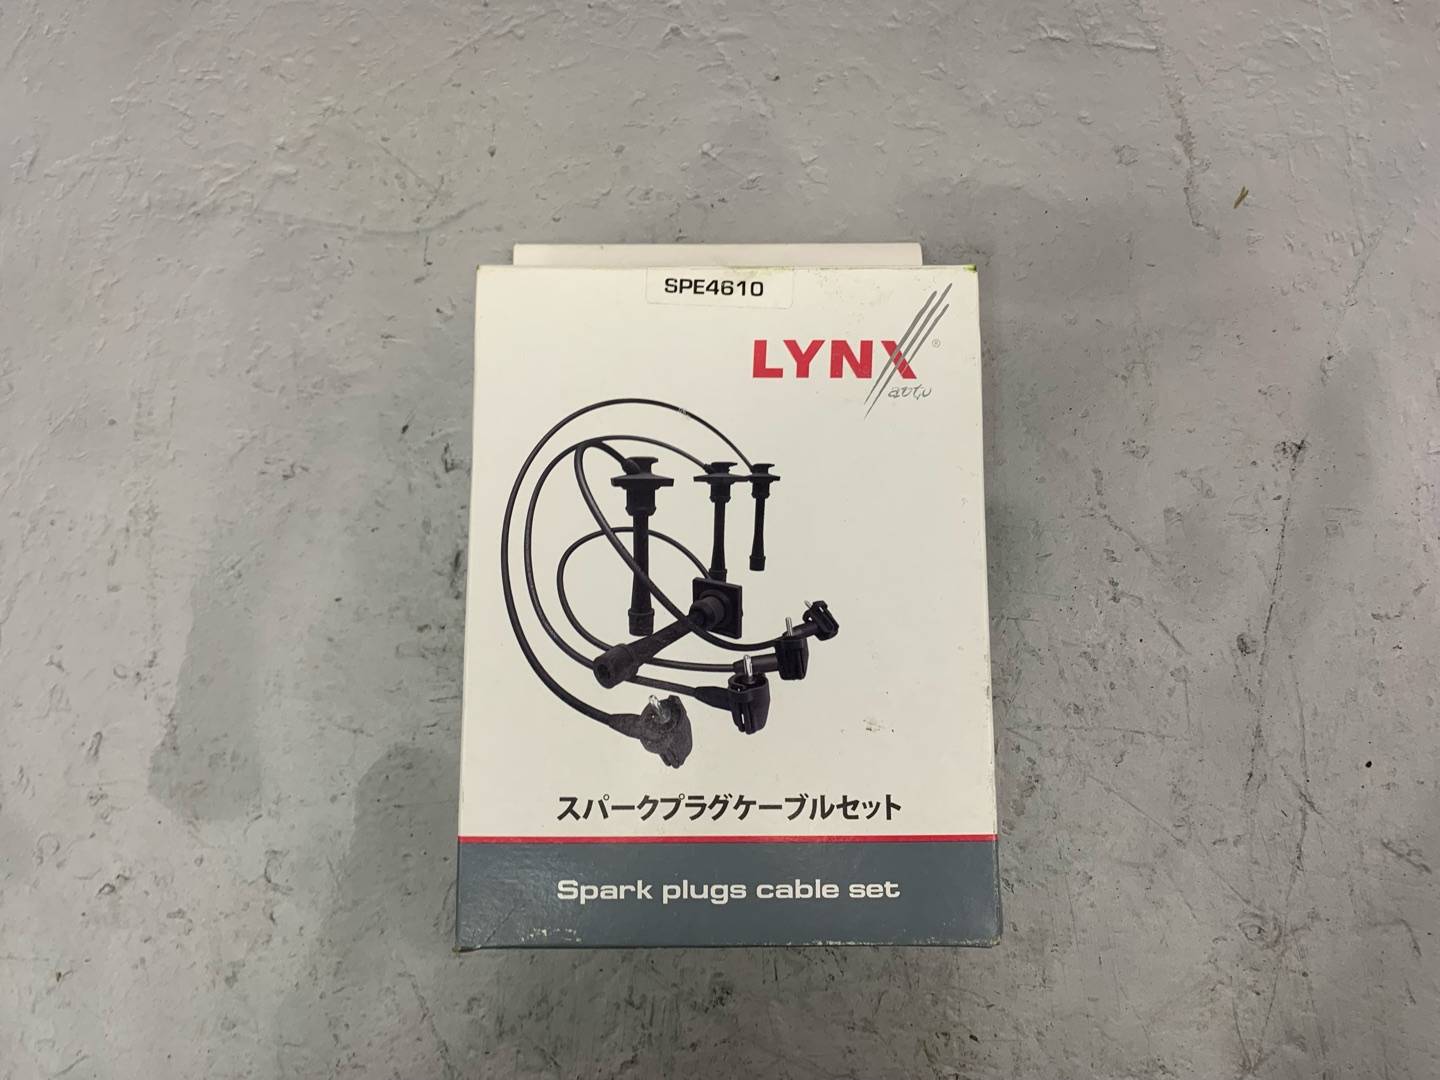 SPE4610
LYNX®
auto
スパークプラグケーブルセット
Spark plugs cable set